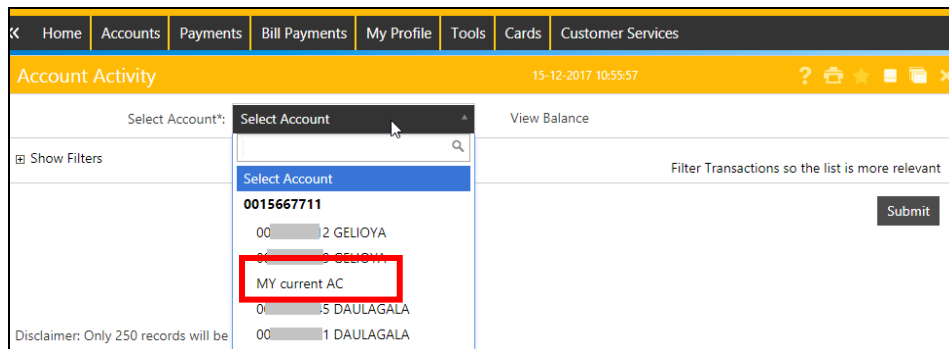 Home Accounts Payments Bill Payments My Profile Tools Cards Customer Services
Account Activity 15-12-2017 10:55:57
Select Account*: Select Account View Balance
Show Filters
Filter Transactions so the list is more relevant
Select Account
0015667711
Submit
00 2 GELIOYA
GELIOYA
MY current AC
5 DAULAGALA
Disclaimer: Only 250 records will be
00 1 DAULAGALA